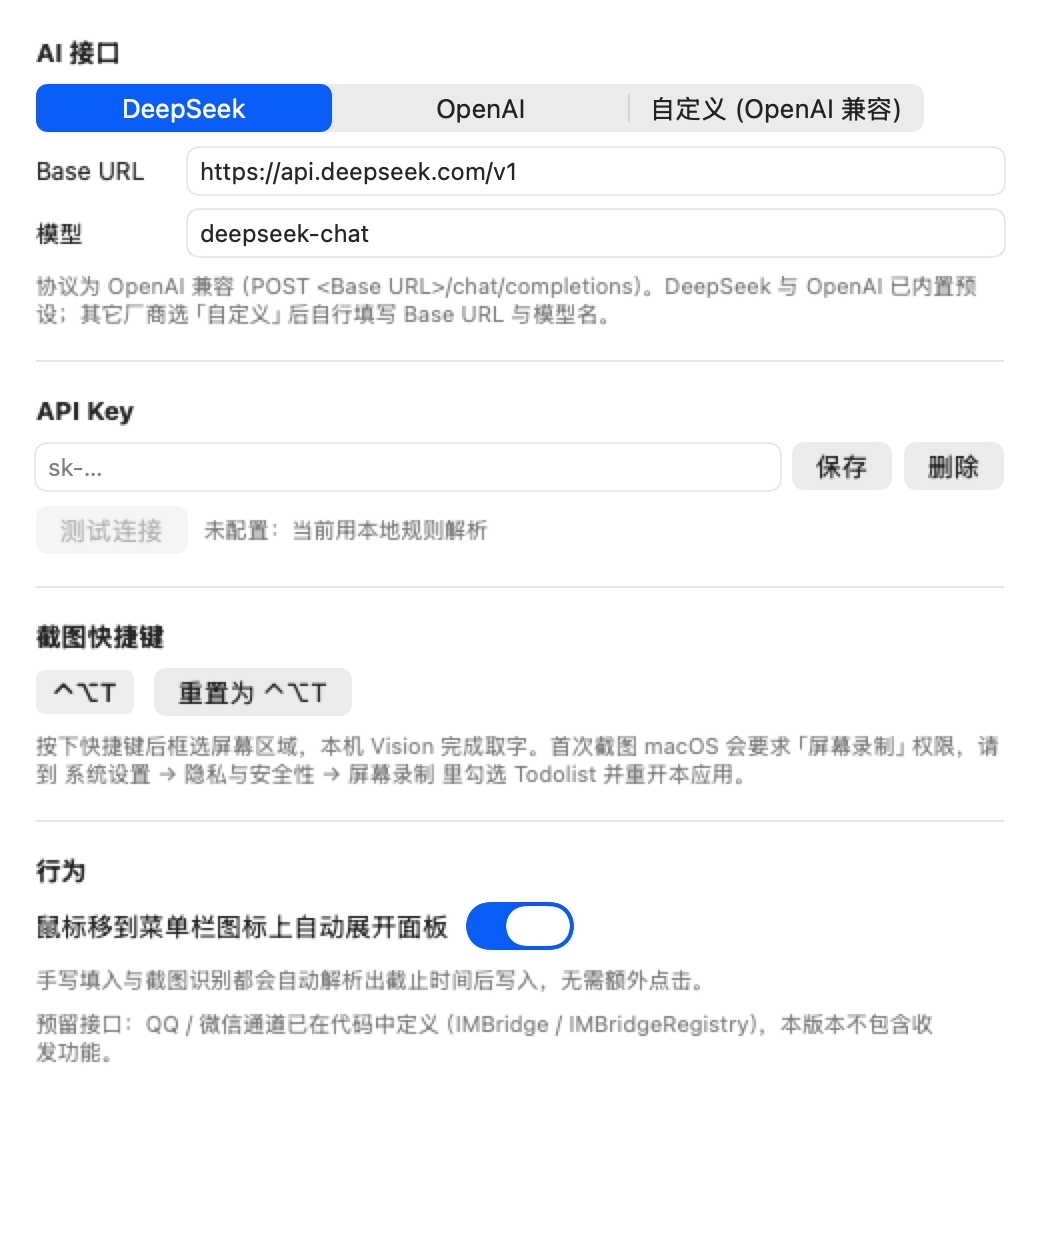 AI 接口
DeepSeek OpenAI 自定义 (OpenAI 兼容)
Base URL https://api.deepseek.com/v1
模型 deepseek-chat
协议为 OpenAI 兼容 (POST <Base URL>/chat/completions)。DeepSeek 与 OpenAI 已内置预
设；其它厂商选「自定义」后自行填写 Base URL 与模型名。
API Key
sk-... 保存 删除
测试连接 未配置：当前用本地规则解析
截图快捷键
^⌥T 重置为 ^⌥T
按下快捷键后框选屏幕区域，本机 Vision 完成取字。首次截图 macOS 会要求「屏幕录制」权限，请
到 系统设置 → 隐私与安全性 → 屏幕录制 里勾选 Todolist 并重开本应用。
行为
鼠标移到菜单栏图标上自动展开面板
手写填入与截图识别都会自动解析出截止时间后写入，无需额外点击。
预留接口：QQ / 微信通道已在代码中定义 (IMBridge / IMBridgeRegistry)，本版本不包含收
发功能。